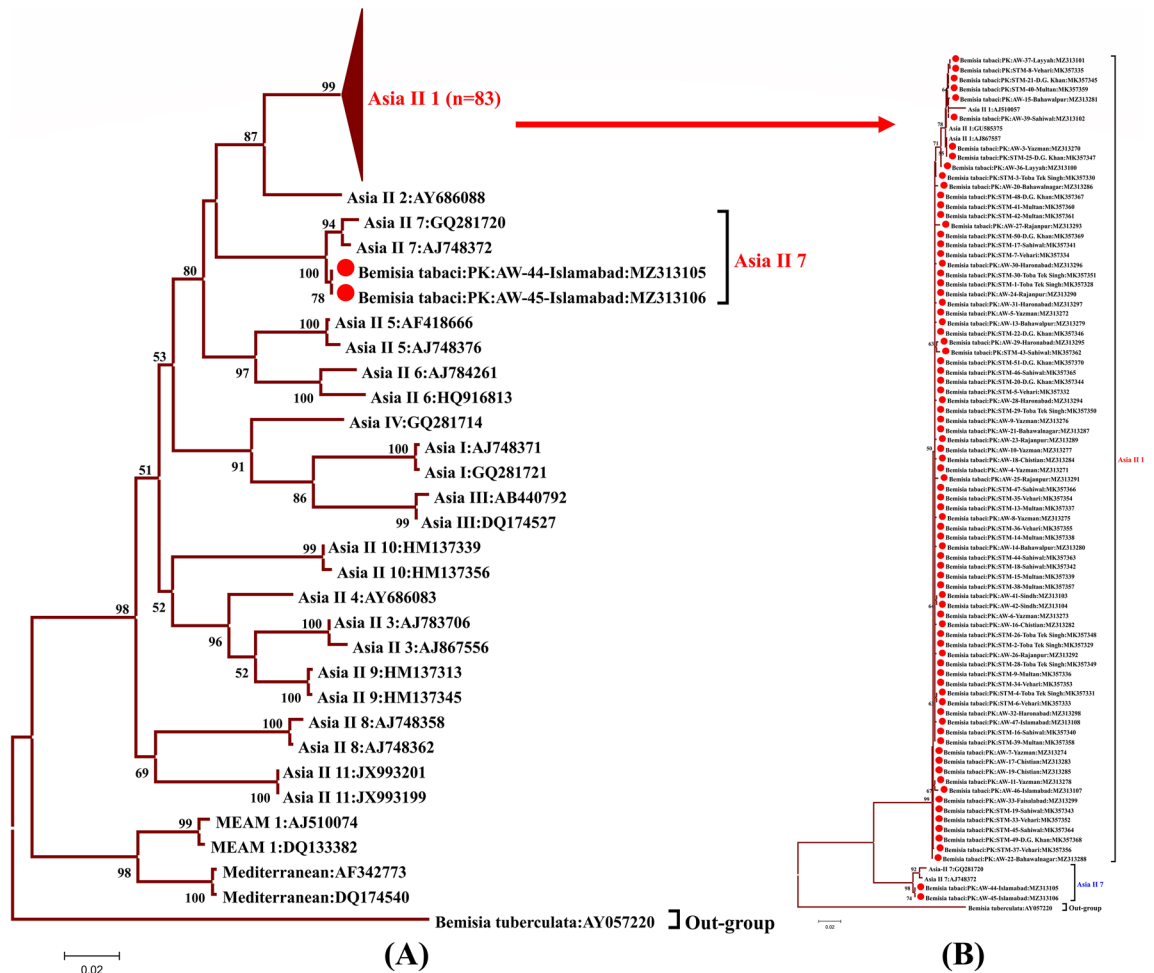 99
Asia II 1 (n=83)
87
Asia II 2:AY686088
94
Asia II 7:GQ281720
Asia II 7:AJ748372
100
Bemisia tabaci:PK:AW-44-Islamabad:MZ313105
78
Bemisia tabaci:PK:AW-45-Islamabad:MZ313106
Asia II 7
80
100
Asia II 5:AF418666
Asia II 5:AJ748376
97
Asia II 6:AJ784261
100
Asia II 6:HQ916813
53
Asia IV:GQ281714
91
100
Asia I:AJ748371
Asia I:GQ281721
86
Asia III:AB440792
99
Asia III:DQ174527
51
99
Asia II 10:HM137339
Asia II 10:HM137356
52
Asia II 4:AY686083
96
100
Asia II 3:AJ783706
Asia II 3:AJ867556
52
Asia II 9:HM137313
100
Asia II 9:HM137345
98
100
Asia II 8:AJ748358
Asia II 8:AJ748362
69
Asia II 11:JX993201
100
Asia II 11:JX993199
99
MEAM 1:AJ510074
MEAM 1:DQ133382
98
Mediterranean:AF342773
100
Mediterranean:DQ174540
Bemisia tuberculata:AY057220
Out-group
0.02
(A)
Bemisia tabaci:PK:AW-37-Layyah:MZ313101
Bemisia tabaci:PK:STM-8-Vehari:MK357335
Bemisia tabaci:PK:STM-21-D.G. Khan:MK357345
Bemisia tabaci:PK:STM-40-Multan:MK357359
Bemisia tabaci:PK:AW-15-Bahawalpur:MZ313281
Asia II 1:AJ510057
Bemisia tabaci:PK:AW-39-Sahiwal:MZ313102
78
Asia II 1:GU585375
Asia II 1:AJ867557
71
Bemisia tabaci:PK:AW-3-Yazman:MZ313270
Bemisia tabaci:PK:STM-25-D.G. Khan:MK357347
Bemisia tabaci:PK:AW-36-Layyah:MZ313100
Bemisia tabaci:PK:STM-3-Toba Tek Singh:MK357330
Bemisia tabaci:PK:AW-20-Bahawalnagar:MZ313286
Bemisia tabaci:PK:STM-48-D.G. Khan:MK357367
Bemisia tabaci:PK:STM-41-Multan:MK357360
Bemisia tabaci:PK:STM-42-Multan:MK357361
Bemisia tabaci:PK:AW-27-Rajanpur:MZ313293
Bemisia tabaci:PK:STM-50-D.G. Khan:MK357369
Bemisia tabaci:PK:STM-17-Sahiwal:MK357341
Bemisia tabaci:PK:STM-7-Vehari:MK357334
Bemisia tabaci:PK:AW-30-Haronabad:MZ313296
Bemisia tabaci:PK:STM-30-Toba Tek Singh:MK357351
Bemisia tabaci:PK:STM-1-Toba Tek Singh:MK357328
Bemisia tabaci:PK:AW-24-Rajanpur:MZ313290
Bemisia tabaci:PK:AW-31-Haronabad:MZ313297
Bemisia tabaci:PK:AW-5-Yazman:MZ313272
Bemisia tabaci:PK:AW-13-Bahawalpur:MZ313279
Bemisia tabaci:PK:STM-22-D.G. Khan:MK357346
63
Bemisia tabaci:PK:AW-29-Haronabad:MZ313295
Bemisia tabaci:PK:STM-43-Sahiwal:MK357362
Bemisia tabaci:PK:STM-51-D.G. Khan:MK357370
Bemisia tabaci:PK:STM-46-Sahiwal:MK357365
Bemisia tabaci:PK:STM-20-D.G. Khan:MK357344
Bemisia tabaci:PK:STM-5-Vehari:MK357332
Bemisia tabaci:PK:AW-28-Haronabad:MZ313294
Bemisia tabaci:PK:STM-29-Toba Tek Singh:MK357350
Bemisia tabaci:PK:AW-9-Yazman:MZ313276
Bemisia tabaci:PK:AW-21-Bahawalnagar:MZ313287
Bemisia tabaci:PK:AW-23-Rajanpur:MZ313289
50
Bemisia tabaci:PK:AW-10-Yazman:MZ313277
Bemisia tabaci:PK:AW-18-Chistian:MZ313284
Asia II 1
Bemisia tabaci:PK:AW-4-Yazman:MZ313271
Bemisia tabaci:PK:AW-25-Rajanpur:MZ313291
Bemisia tabaci:PK:STM-47-Sahiwal:MK357366
Bemisia tabaci:PK:STM-35-Vehari:MK357354
Bemisia tabaci:PK:STM-13-Multan:MK357337
Bemisia tabaci:PK:AW-8-Yazman:MZ313275
Bemisia tabaci:PK:STM-36-Vehari:MK357355
Bemisia tabaci:PK:STM-14-Multan:MK357338
Bemisia tabaci:PK:AW-14-Bahawalpur:MZ313280
Bemisia tabaci:PK:STM-44-Sahiwal:MK357363
Bemisia tabaci:PK:STM-18-Sahiwal:MK357342
Bemisia tabaci:PK:STM-15-Multan:MK357339
Bemisia tabaci:PK:STM-38-Multan:MK357357
Bemisia tabaci:PK:AW-41-Sindh:MZ313103
Bemisia tabaci:PK:AW-42-Sindh:MZ313104
Bemisia tabaci:PK:AW-6-Yazman:MZ313273
Bemisia tabaci:PK:AW-16-Chistian:MZ313282
Bemisia tabaci:PK:STM-26-Toba Tek Singh:MK357348
Bemisia tabaci:PK:STM-2-Toba Tek Singh:MK357329
Bemisia tabaci:PK:AW-26-Rajanpur:MZ313292
Bemisia tabaci:PK:STM-28-Toba Tek Singh:MK357349
Bemisia tabaci:PK:STM-9-Multan:MK357336
Bemisia tabaci:PK:STM-34-Vehari:MK357353
Bemisia tabaci:PK:STM-4-Toba Tek Singh:MK357331
Bemisia tabaci:PK:STM-6-Vehari:MK357333
Bemisia tabaci:PK:AW-32-Haronabad:MZ313298
Bemisia tabaci:PK:AW-47-Islamabad:MZ313108
Bemisia tabaci:PK:STM-16-Sahiwal:MK357340
Bemisia tabaci:PK:STM-39-Multan:MK357358
Bemisia tabaci:PK:AW-7-Yazman:MZ313274
Bemisia tabaci:PK:AW-17-Chistian:MZ313283
Bemisia tabaci:PK:AW-19-Chistian:MZ313285
Bemisia tabaci:PK:AW-11-Yazman:MZ313278
67
Bemisia tabaci:PK:AW-46-Islamabad:MZ313107
99
Bemisia tabaci:PK:AW-33-Faisalabad:MZ313299
Bemisia tabaci:PK:STM-19-Sahiwal:MK357343
Bemisia tabaci:PK:STM-33-Vehari:MK357352
Bemisia tabaci:PK:STM-45-Sahiwal:MK357364
Bemisia tabaci:PK:STM-49-D.G. Khan:MK357368
Bemisia tabaci:PK:STM-37-Vehari:MK357356
Bemisia tabaci:PK:AW-22-Bahawalnagar:MZ313288
Asia-II 7:GQ281720
Asia II 7:AJ748372
98
Bemisia tabaci:PK:AW-44-Islamabad:MZ313105
74
Bemisia tabaci:PK:AW-45-Islamabad:MZ313106
Asia II 7
Bemisia tuberculata:AY057220
Out-group
0.02
(B)